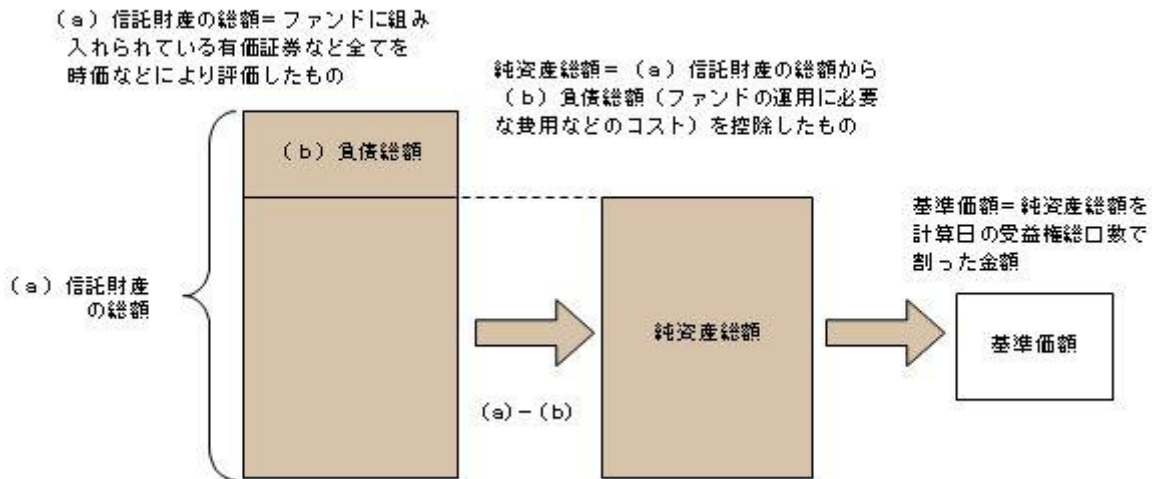 (a)信託財産の総額=ファンドに組み
入れられている有価証券など全てを
時価などにより評価したもの
純資産総額=(a)信託財産の総額から
(b)負債総額(ファンドの運用に必要
な費用などのコスト)を控除したもの
(b)負債総額
基準価額=純資産総額を
計算日の受益権総口数で
割った金額
(a)信託財産
の総額
純資産総額
基準価額
(a)-(b)